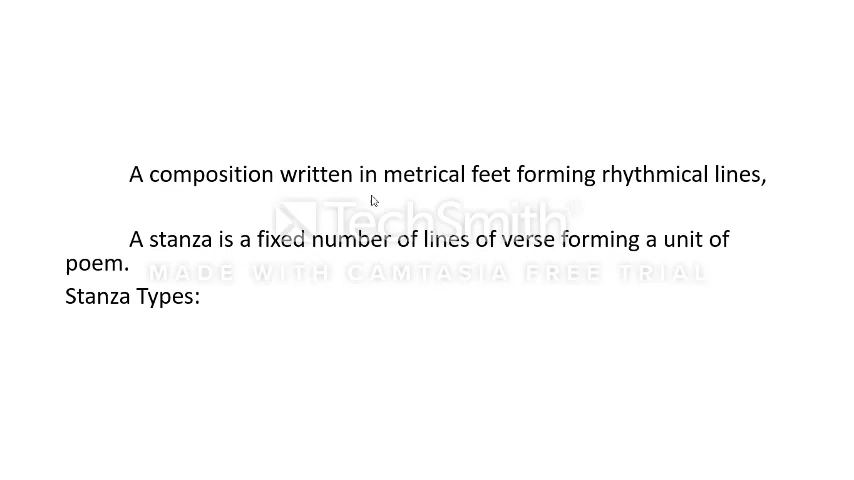 A composition written in metrical feet forming rhythmical lines,
TechSmith
A stanza is a fixed number of lines of verse forming a unit of
poem.
MADE WITH CAMTASIA FREE TRIAL
Stanza Types: